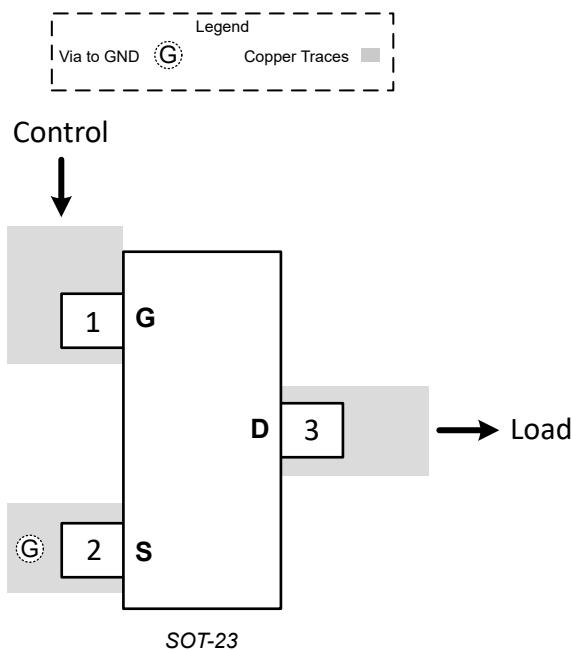 Legend
Via to GND G Copper Traces
Control
1 G
D 3 Load
G 2 S
SOT-23